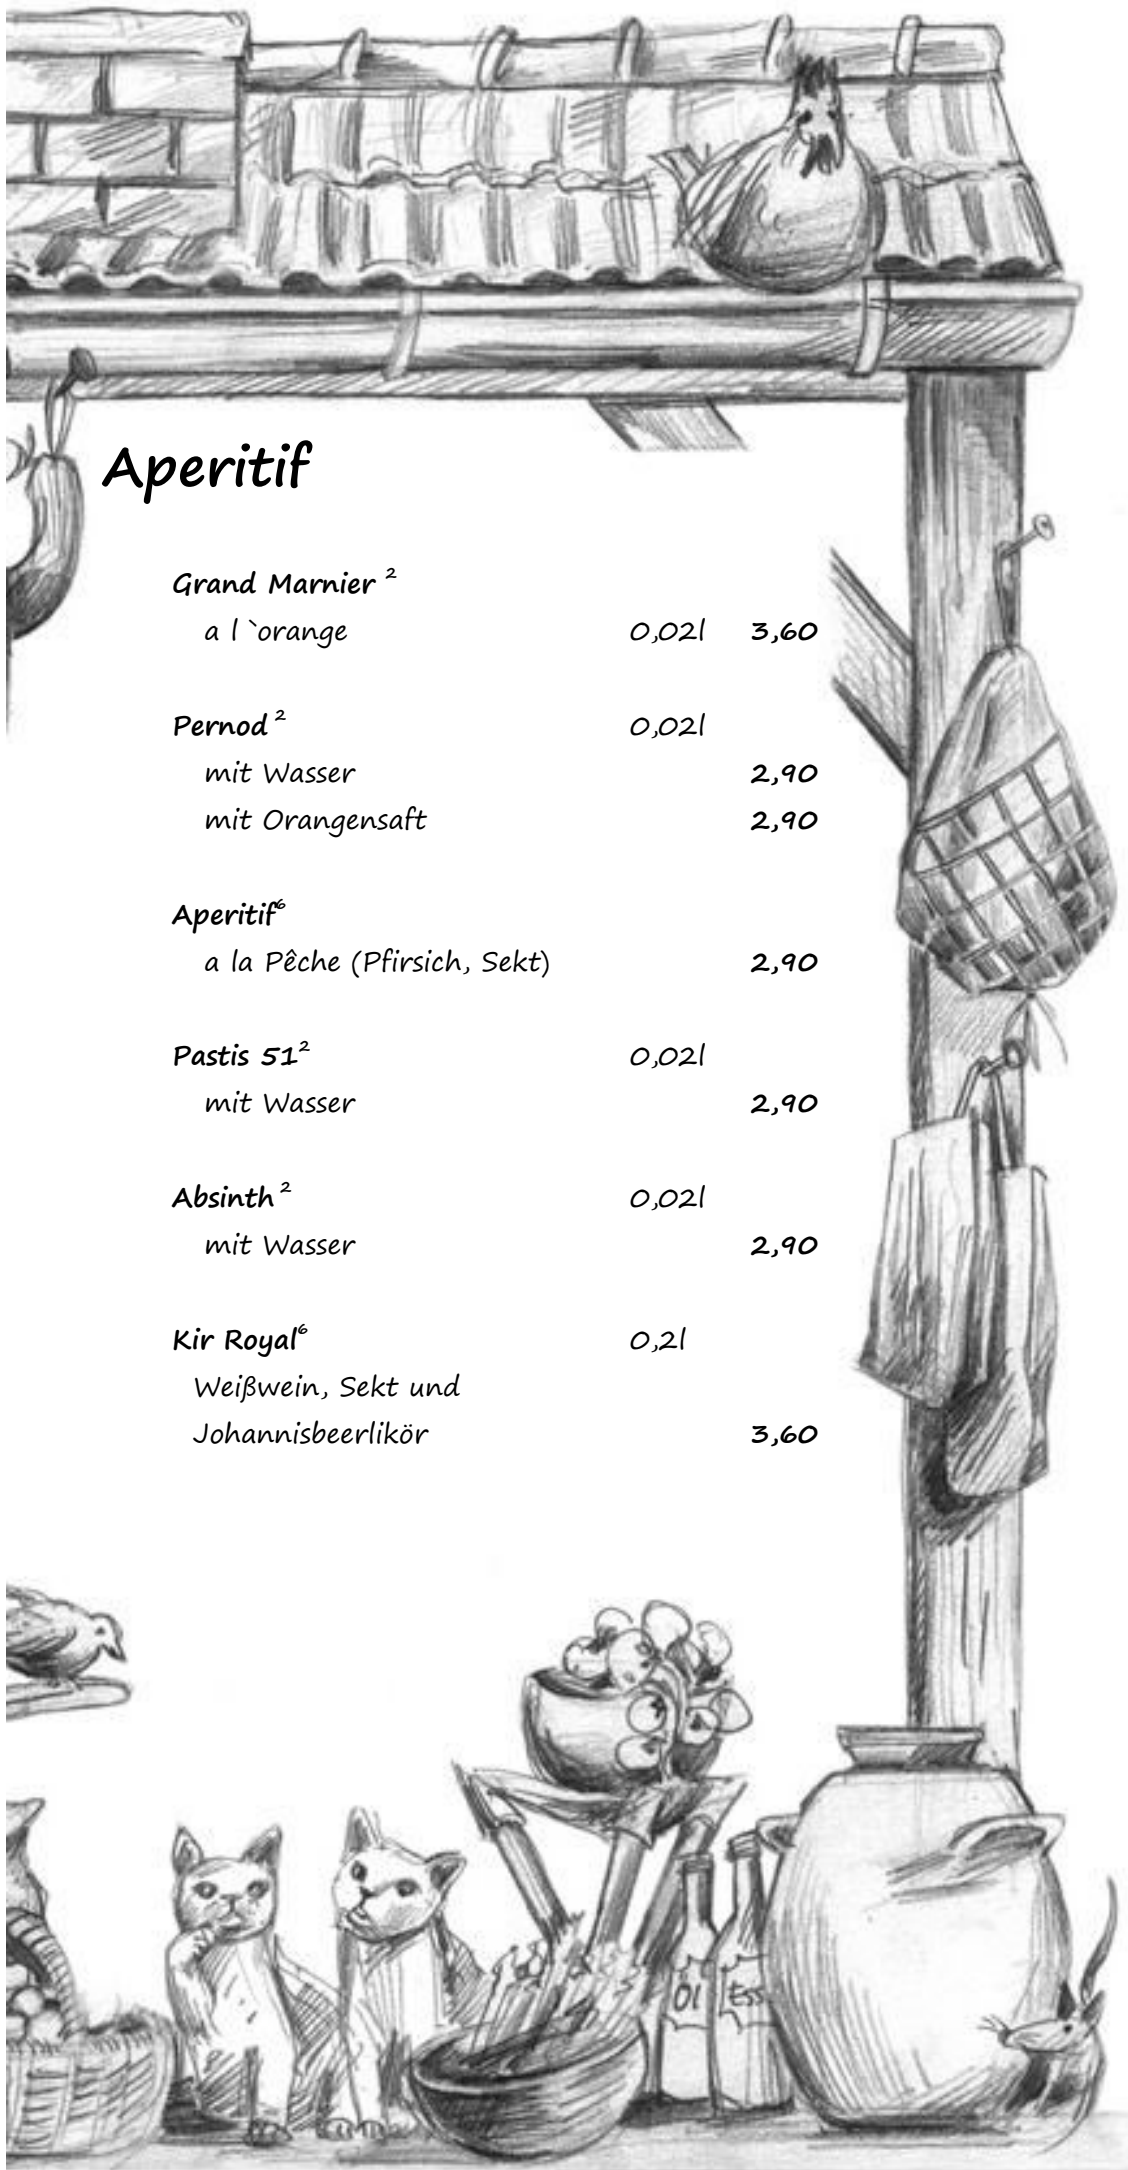 Aperitif
Grand Marnier ²
a l `orange 0,02l 3,60
Pernod ² 0,02l
mit Wasser 2,90
mit Orangensaft 2,90
Aperitif⁶
a la Pêche (Pfirsich, Sekt) 2,90
Pastis 51² 0,02l
mit Wasser 2,90
Absinth ² 0,02l
mit Wasser 2,90
Kir Royal⁶ 0,2l
Weißwein, Sekt und
Johannisbeerlikör 3,60
Öl Ess